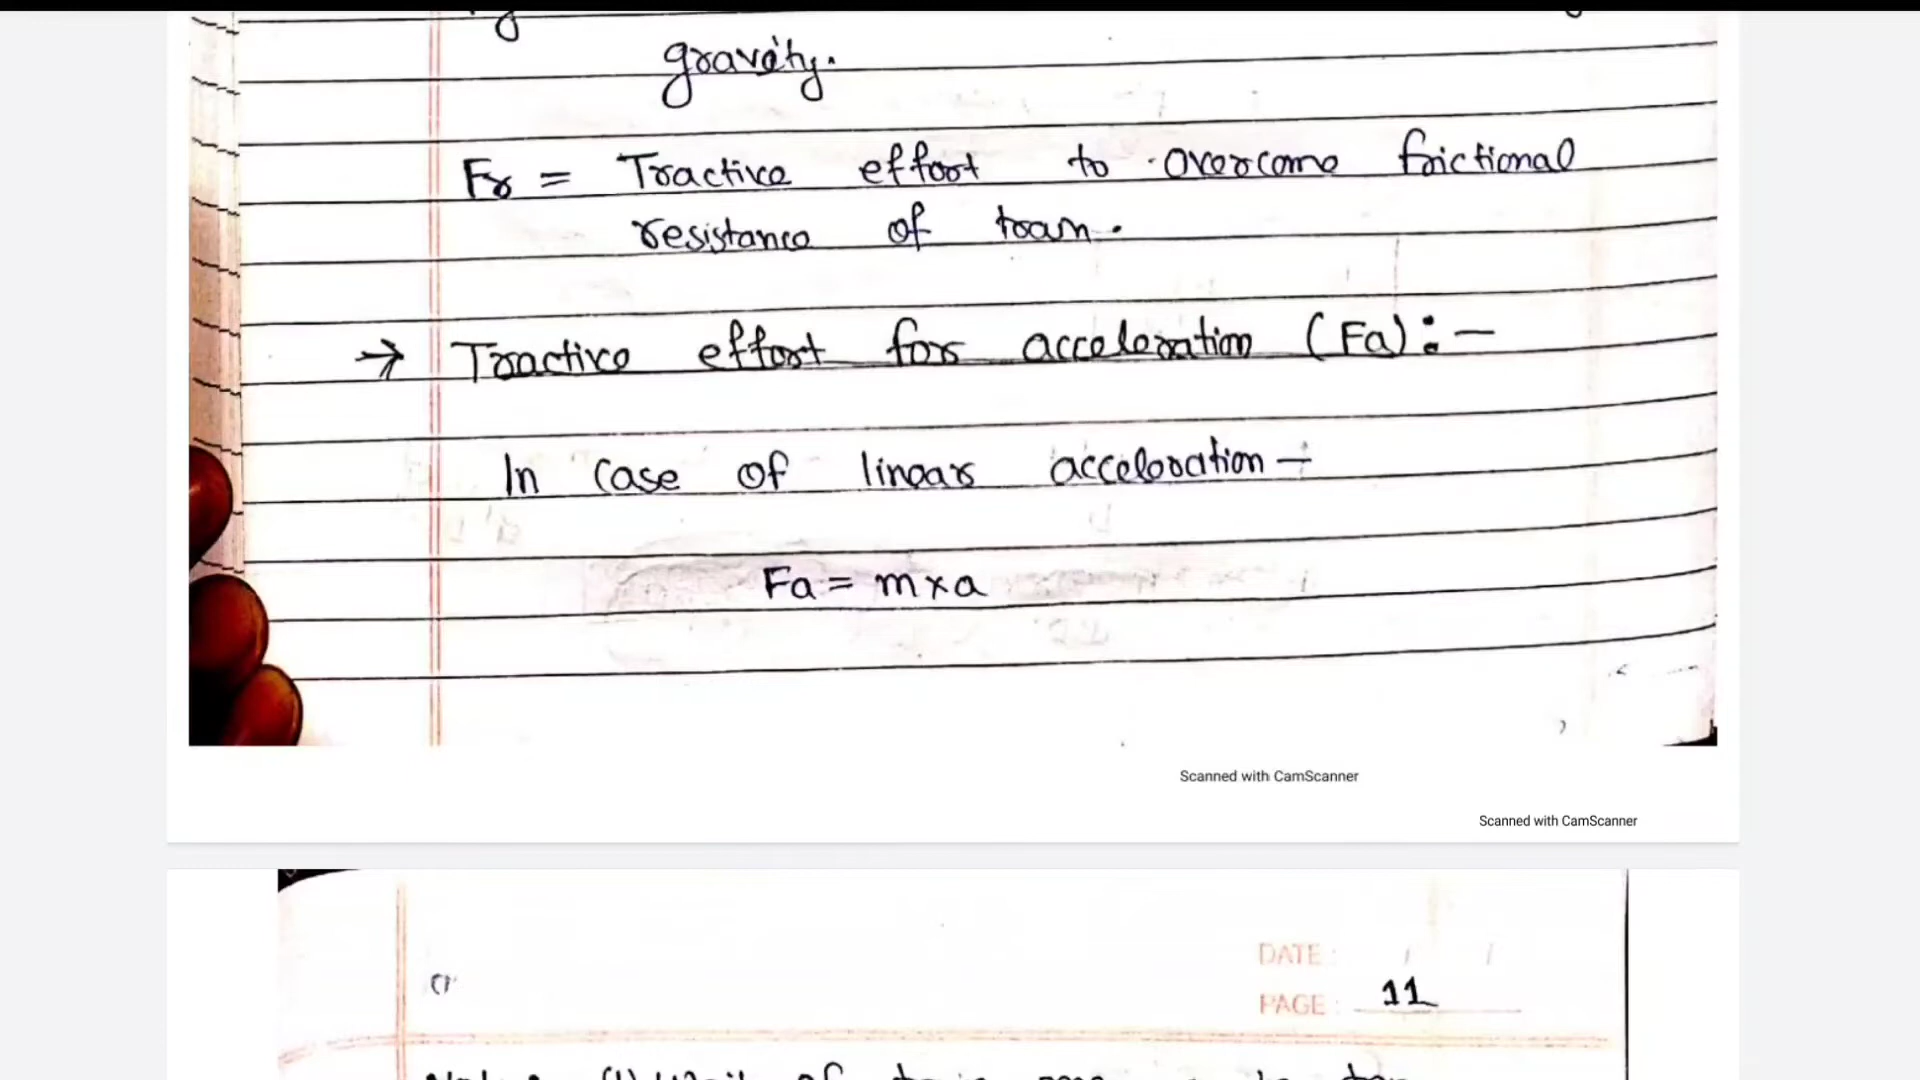 gravity.
Fr = Tractive effort to overcome frictional
resistance of train.
→ Tractive effort for acceleration (Fa):-
In case of linear acceleration -
Fa = m×a
Scanned with CamScanner
Scanned with CamScanner
DATE : / /
PAGE : 11